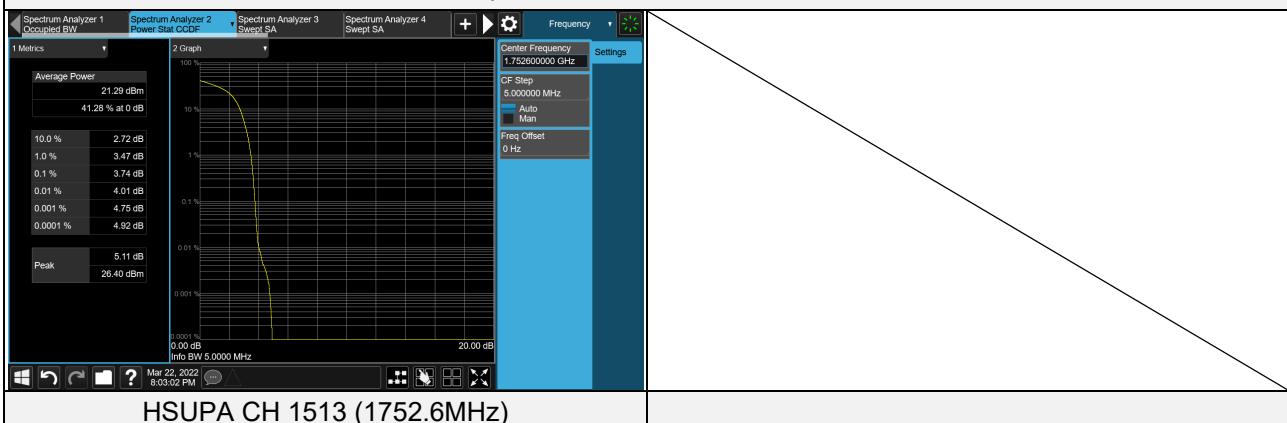 Spectrum Analyzer 1
Occupied BW
Spectrum Analyzer 2
Power Stat CCDF
Spectrum Analyzer 3
Swept SA
Spectrum Analyzer 4
Swept SA
+
Frequency
1 Metrics
2 Graph
Center Frequency
1.752600000 GHz
Settings
CF Step
5.000000 MHz
Auto
Man
Freq Offset
0 Hz
Average Power
21.29 dBm
41.28 % at 0 dB
10.0 % 2.72 dB
1.0 % 3.47 dB
0.1 % 3.74 dB
0.01 % 4.01 dB
0.001 % 4.75 dB
0.0001 % 4.92 dB
Peak 5.11 dB
26.40 dBm
100 %
10 %
1 %
0.1 %
0.01 %
0.001 %
0.0001 %
0.00 dB 20.00 dB
Info BW 5.0000 MHz
?
Mar 22, 2022
8:03:02 PM
HSUPA CH 1513 (1752.6MHz)